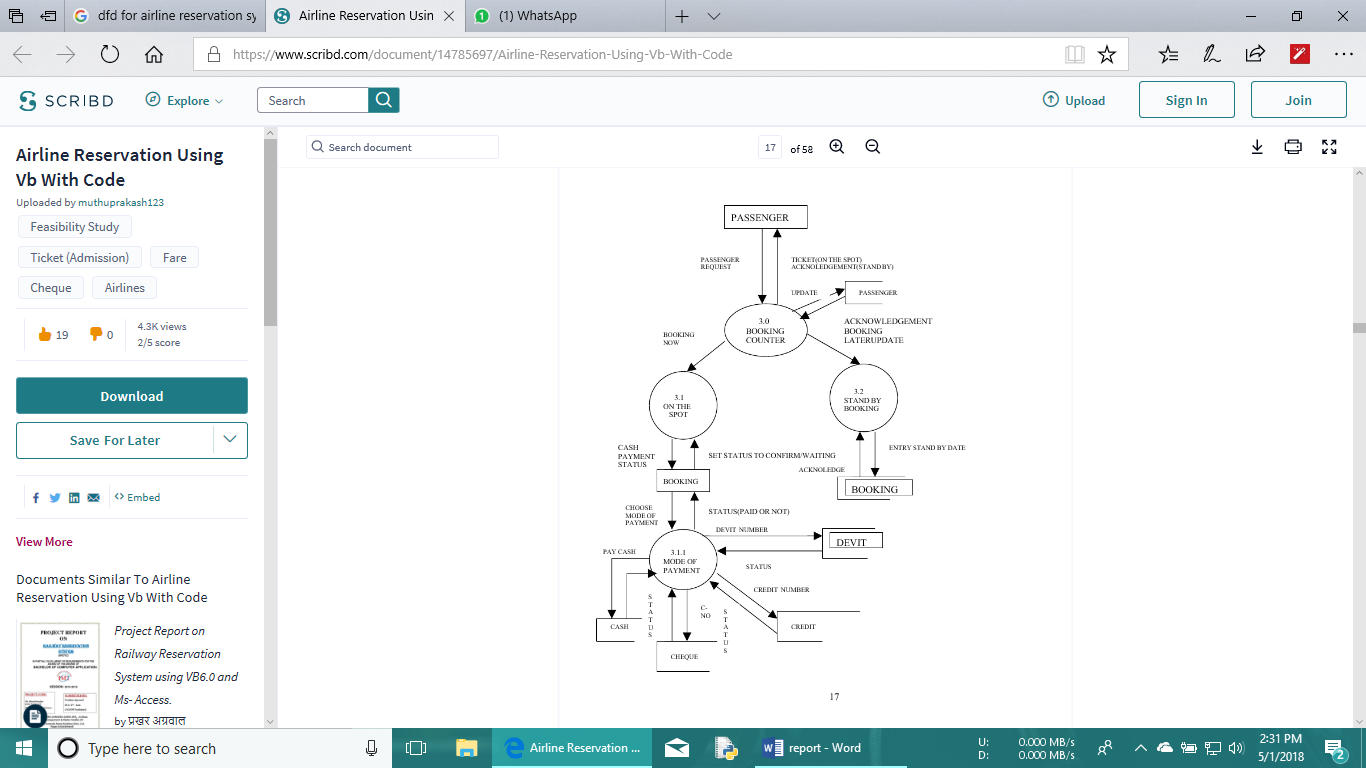 dfd for airline reservation sy
Airline Reservation Usin
(1) WhatsApp
https://www.scribd.com/document/14785697/Airline-Reservation-Using-Vb-With-Code
SCRIBD
Explore
Search
Upload
Sign In
Join
Airline Reservation Using
Vb With Code
Uploaded by muthuprakash123
Feasibility Study
Ticket (Admission)
Fare
Cheque
Airlines
19
0
4.3K views
2/5 score
Download
Save For Later
Embed
View More
Documents Similar To Airline
Reservation Using Vb With Code
PROJECT REPORT
ON
Project Report on
Railway Reservation
System using VB6.0 and
Ms- Access.
by प्रखर अग्रवाल
Search document
17
of 58
PASSENGER
PASSENGER
REQUEST
TICKET(ON THE SPOT)
ACKNOLEDGEMENT(STAND BY)
UPDATE
PASSENGER
3.0
BOOKING
COUNTER
ACKNOWLEDGEMENT
BOOKING
LATERUPDATE
BOOKING
NOW
3.1
ON THE
SPOT
3.2
STAND BY
BOOKING
CASH
PAYMENT
STATUS
SET STATUS TO CONFIRM/WAITING
ENTRY STAND BY DATE
ACKNOLEDGE
BOOKING
BOOKING
CHOOSE
MODE OF
PAYMENT
STATUS(PAID OR NOT)
DEVIT NUMBER
DEVIT
PAY CASH
3.1.1
MODE OF
PAYMENT
STATUS
CREDIT NUMBER
STATUS
C-
NO
STATUS
CASH
CREDIT
CHEQUE
17
Type here to search
Airline Reservation ...
report - Word
U:
0.000 MB/s
D:
0.000 MB/s
2:31 PM
5/1/2018
2